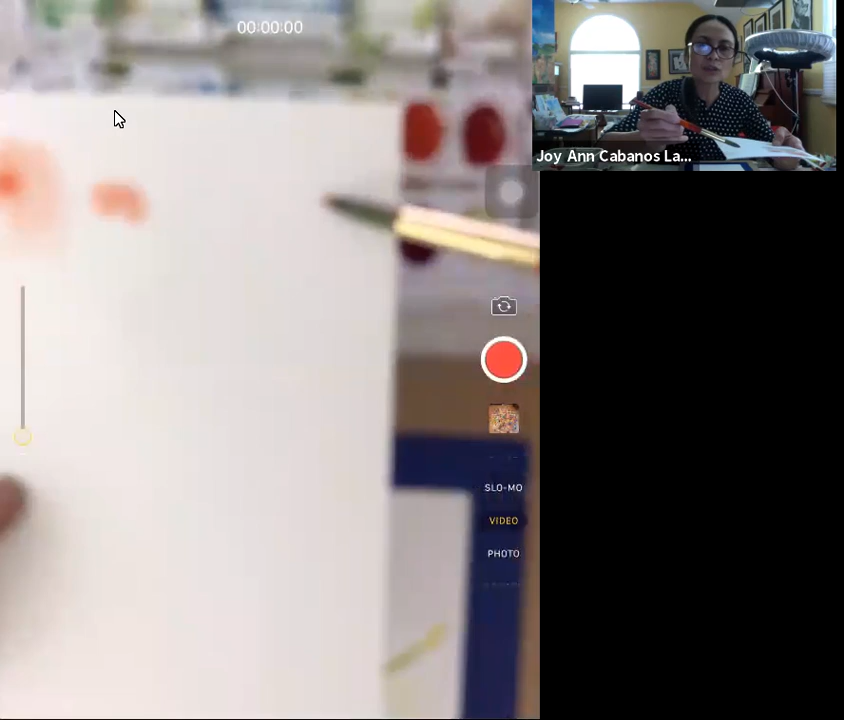 00:00:00
Joy Ann Cabanos La...
SLO-MO
VIDEO
PHOTO